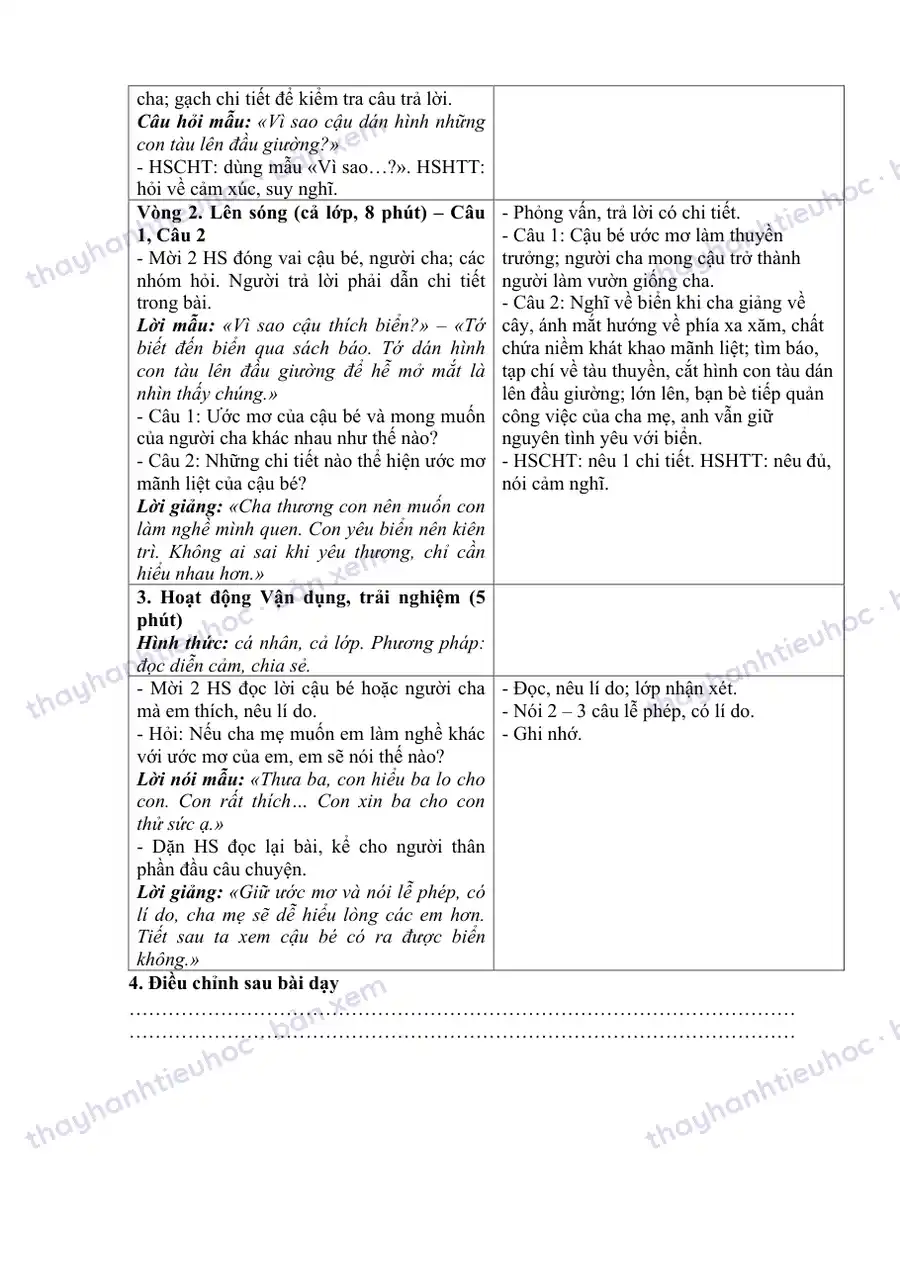 cha; gạch chi tiết để kiểm tra câu trả lời.
Câu hỏi mẫu: «Vì sao cậu dán hình những
con tàu lên đầu giường?»
- HSCHT: dùng mẫu «Vì sao…?». HSHTT:
hỏi về cảm xúc, suy nghĩ.
Vòng 2. Lên sóng (cả lớp, 8 phút) – Câu
1, Câu 2
- Mời 2 HS đóng vai cậu bé, người cha; các
nhóm hỏi. Người trả lời phải dẫn chi tiết
trong bài.
Lời mẫu: «Vì sao cậu thích biển?» – «Tớ
biết đến biển qua sách báo. Tớ dán hình
con tàu lên đầu giường để hễ mở mắt là
nhìn thấy chúng.»
- Câu 1: Ước mơ của cậu bé và mong muốn
của người cha khác nhau như thế nào?
- Câu 2: Những chi tiết nào thể hiện ước mơ
mãnh liệt của cậu bé?
Lời giảng: «Cha thương con nên muốn con
làm nghề mình quen. Con yêu biển nên kiên
trì. Không ai sai khi yêu thương, chỉ cần
hiểu nhau hơn.»
- Phỏng vấn, trả lời có chi tiết.
- Câu 1: Cậu bé ước mơ làm thuyền
trưởng; người cha mong cậu trở thành
người làm vườn giống cha.
- Câu 2: Nghĩ về biển khi cha giảng về
cây, ánh mắt hướng về phía xa xăm, chất
chứa niềm khát khao mãnh liệt; tìm báo,
tạp chí về tàu thuyền, cắt hình con tàu dán
lên đầu giường; lớn lên, bạn bè tiếp quản
công việc của cha mẹ, anh vẫn giữ
nguyên tình yêu với biển.
- HSCHT: nêu 1 chi tiết. HSHTT: nêu đủ,
nói cảm nghĩ.
3. Hoạt động Vận dụng, trải nghiệm (5
phút)
Hình thức: cá nhân, cả lớp. Phương pháp:
đọc diễn cảm, chia sẻ.
- Mời 2 HS đọc lời cậu bé hoặc người cha
mà em thích, nêu lí do.
- Hỏi: Nếu cha mẹ muốn em làm nghề khác
với ước mơ của em, em sẽ nói thế nào?
Lời nói mẫu: «Thưa ba, con hiểu ba lo cho
con. Con rất thích… Con xin ba cho con
thử sức ạ.»
- Dặn HS đọc lại bài, kể cho người thân
phần đầu câu chuyện.
Lời giảng: «Giữ ước mơ và nói lễ phép, có
lí do, cha mẹ sẽ dễ hiểu lòng các em hơn.
Tiết sau ta xem cậu bé có ra được biển
không.»
- Đọc, nêu lí do; lớp nhận xét.
- Nói 2 – 3 câu lễ phép, có lí do.
- Ghi nhớ.
4. Điều chỉnh sau bài dạy
…………………………………………………………………………………………
…………………………………………………………………………………………
thayhanhtieuhoc · bản xem
thayhanhtieuhoc · b
thayhanhtieuhoc · bản xem
thayhanhtieuhoc · b
thayhanhtieuhoc · bản xem
thayhanhtieuhoc · b